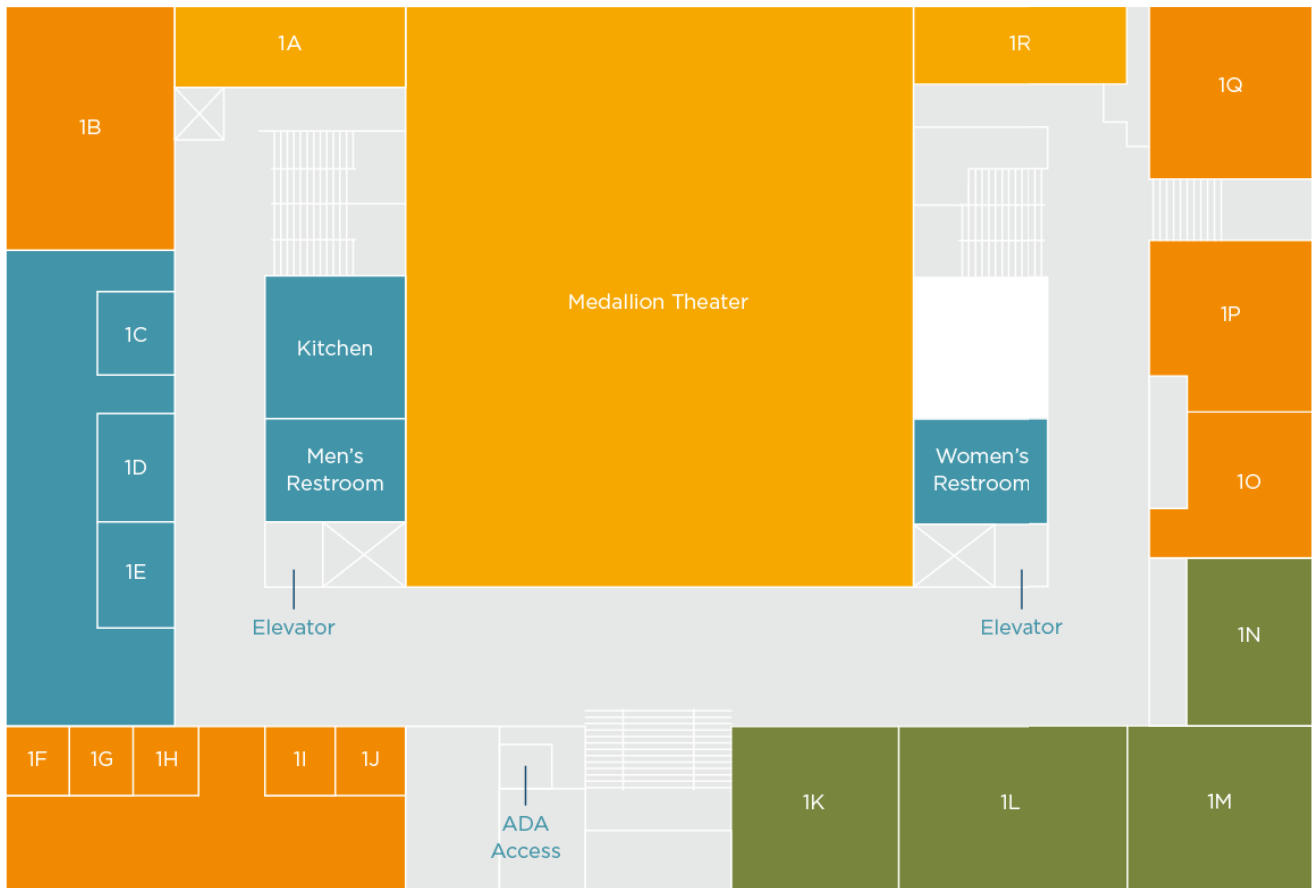 1A
1R
1Q
1B
Medallion Theater
1P
1C
Kitchen
Men's
Restroom
Women's
Restroom
1D
1O
1E
Elevator
Elevator
1N
1F
1G
1H
1I
1J
1K
1L
1M
ADA
Access